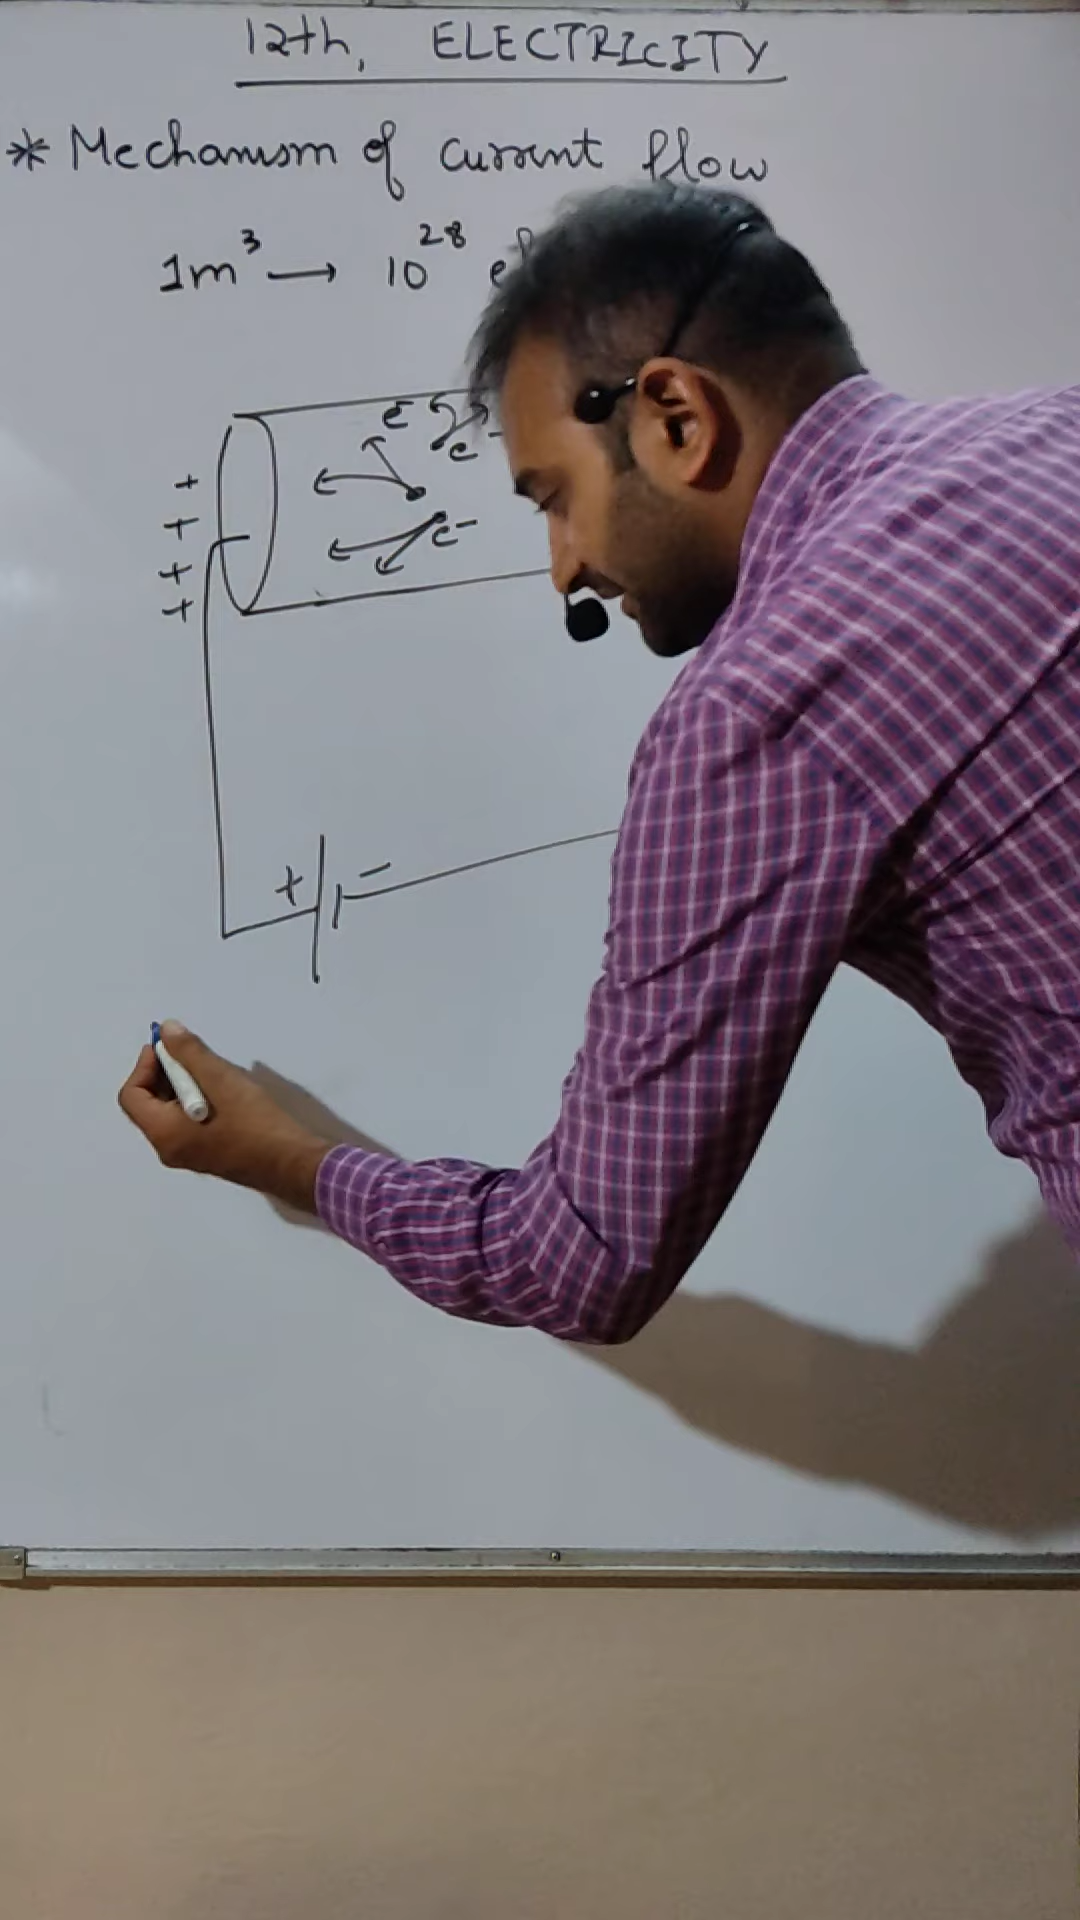 12th, ELECTRICITY
* Mechanism of current flow
1m³ → 10²⁸
e e-
+
+ e-
+
+
+ -